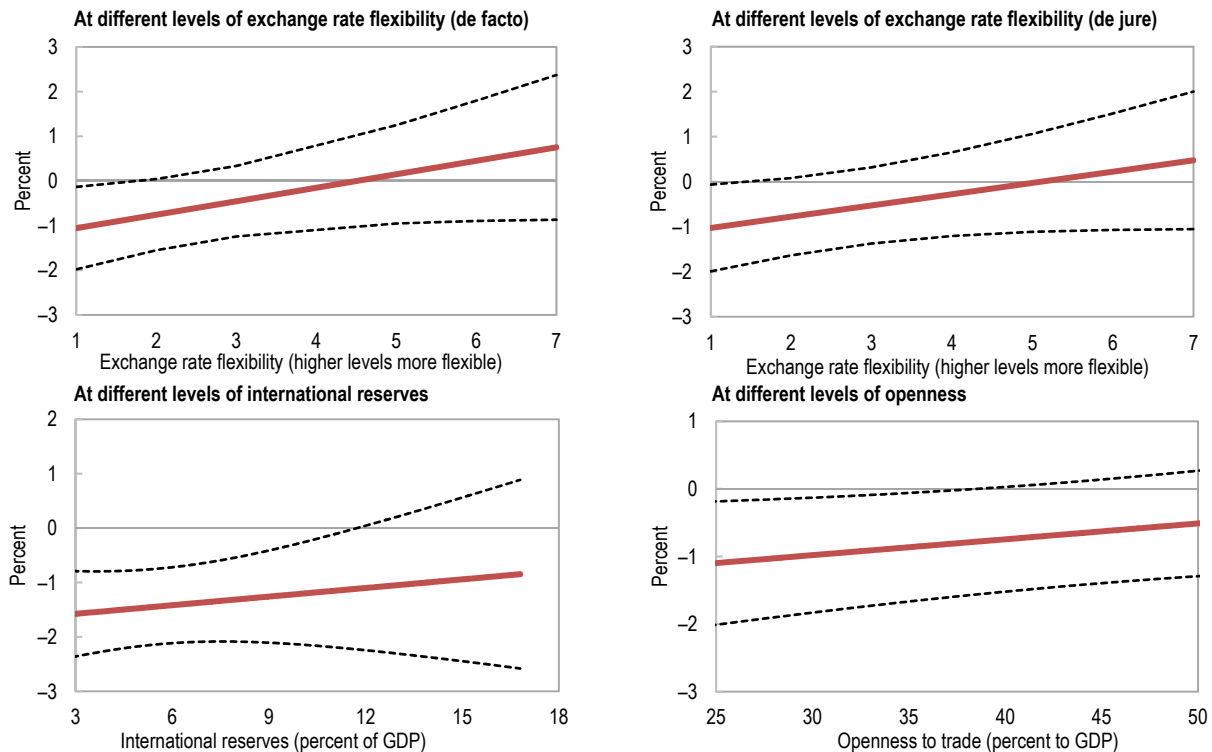 At different levels of exchange rate flexibility (de facto)
3
2
1
0
–1
–2
–3
Percent
1 2 3 4 5 6 7
Exchange rate flexibility (higher levels more flexible)
At different levels of exchange rate flexibility (de jure)
3
2
1
0
–1
–2
–3
Percent
1 2 3 4 5 6 7
Exchange rate flexibility (higher levels more flexible)
At different levels of international reserves
2
1
0
–1
–2
–3
Percent
3 6 9 12 15 18
International reserves (percent of GDP)
At different levels of openness
1
0
–1
–2
–3
Percent
25 30 35 40 45 50
Openness to trade (percent to GDP)